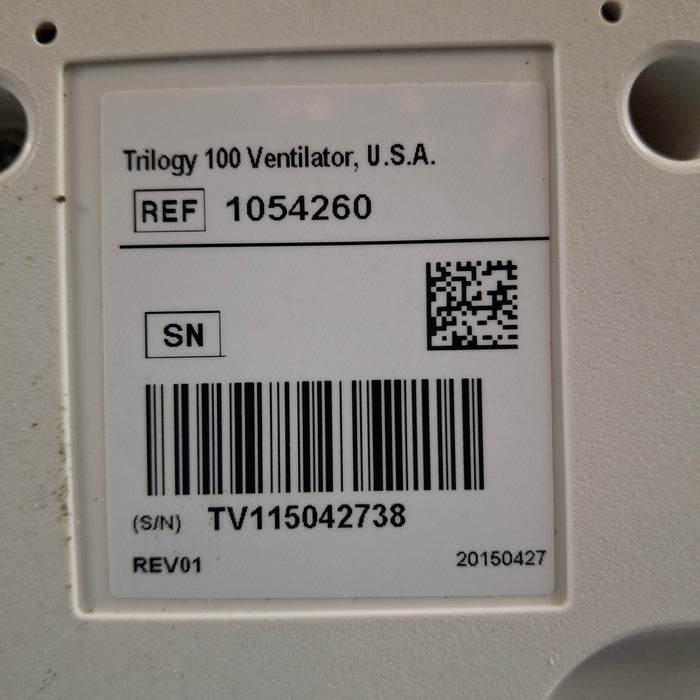 Trilogy 100 Ventilator, U.S.A.
REF 1054260
SN
(S/N) TV115042738
REV01 20150427